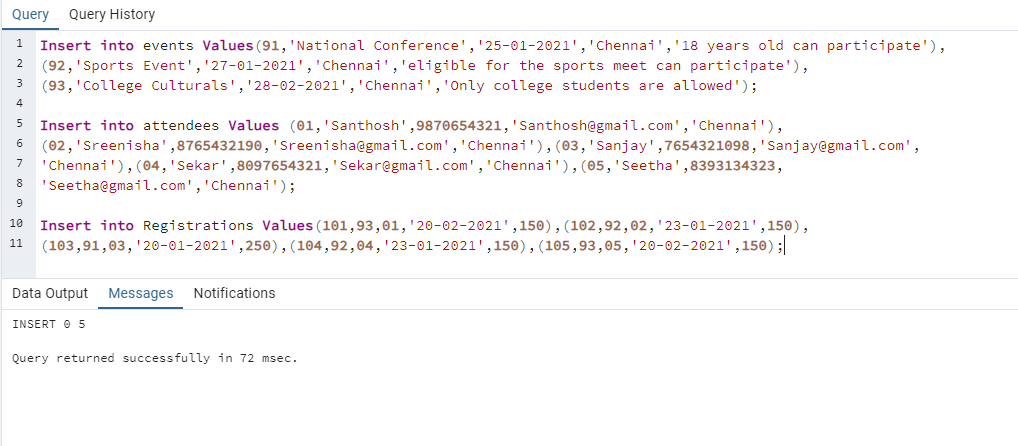 Query Query History
1 Insert into events Values(91,'National Conference','25-01-2021','Chennai','18 years old can participate'),
2 (92,'Sports Event','27-01-2021','Chennai','eligible for the sports meet can participate'),
3 (93,'College Culturals','28-02-2021','Chennai','Only college students are allowed');
4
5 Insert into attendees Values (01,'Santhosh',9870654321,'Santhosh@gmail.com','Chennai'),
6 (02,'Sreenisha',8765432190,'Sreenisha@gmail.com','Chennai'),(03,'Sanjay',7654321098,'Sanjay@gmail.com',
7 'Chennai'),(04,'Sekar',8097654321,'Sekar@gmail.com','Chennai'),(05,'Seetha',8393134323,
8 'Seetha@gmail.com','Chennai');
9
10 Insert into Registrations Values(101,93,01,'20-02-2021',150),(102,92,02,'23-01-2021',150),
11 (103,91,03,'20-01-2021',250),(104,92,04,'23-01-2021',150),(105,93,05,'20-02-2021',150);
Data Output Messages Notifications
INSERT 0 5
Query returned successfully in 72 msec.